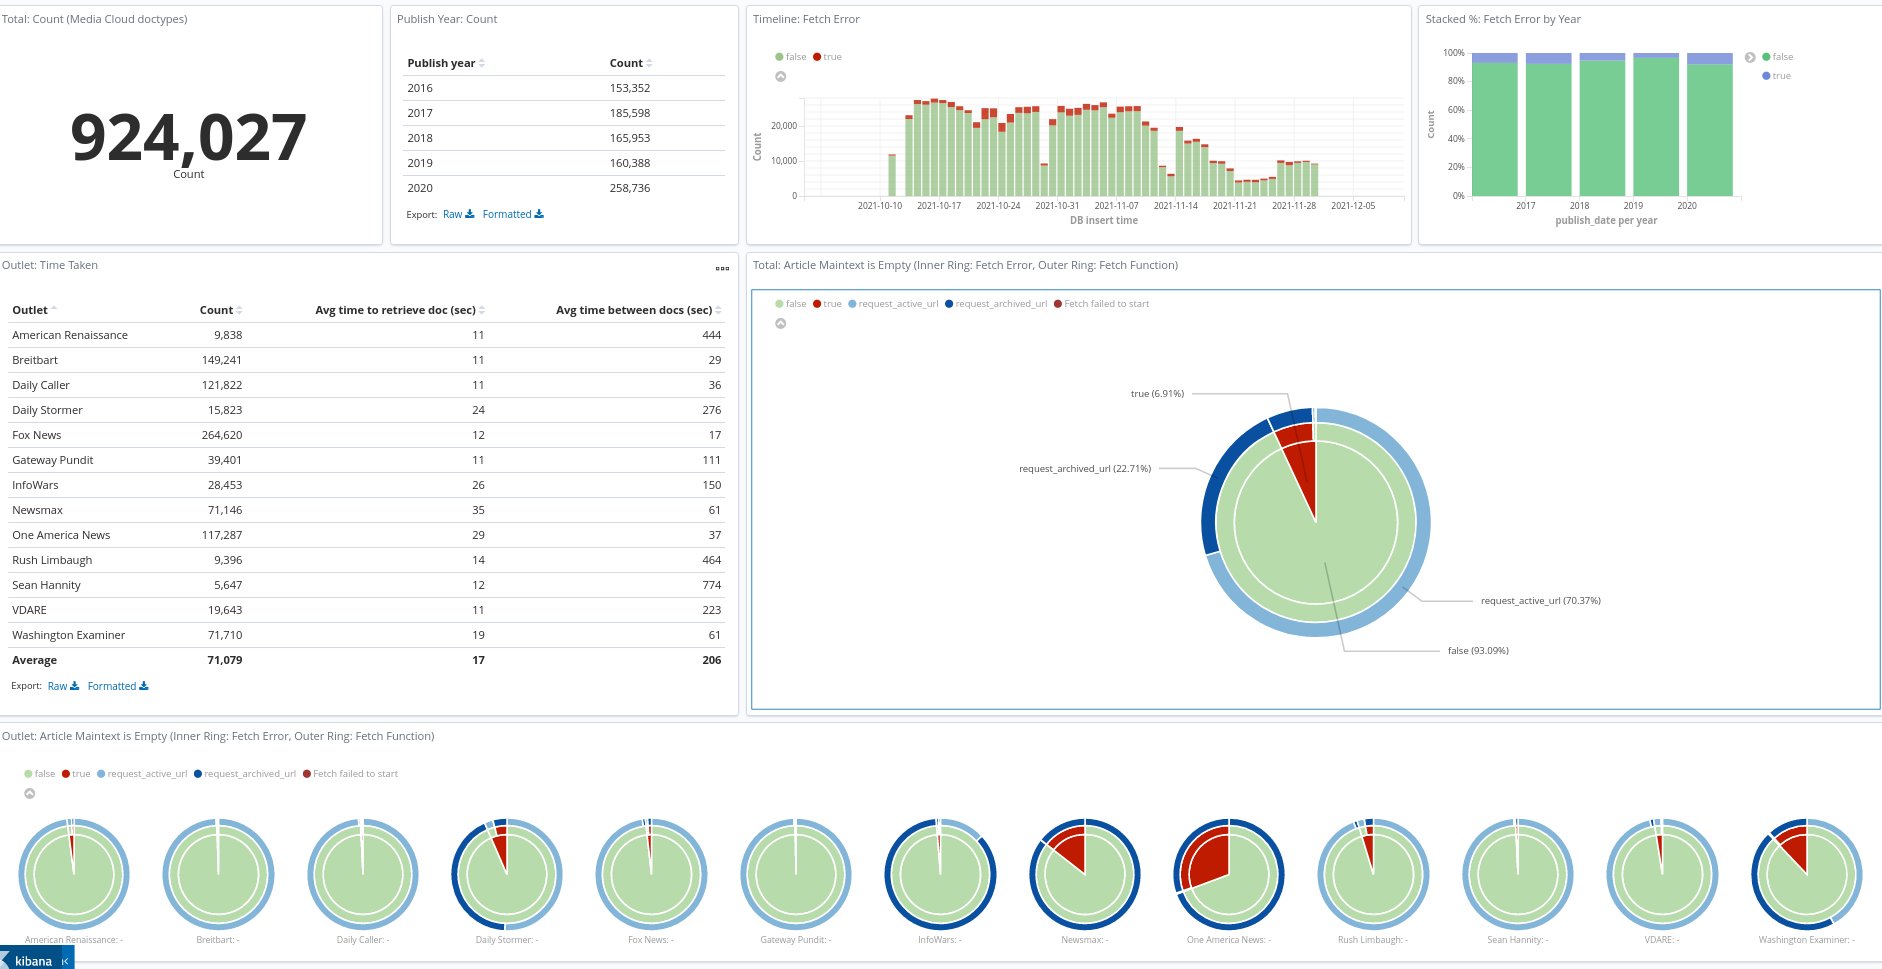 Total: Count (Media Cloud doctypes)
924,027
Count
Publish Year: Count
Publish year Count
2016 153,352
2017 185,598
2018 165,953
2019 160,388
2020 258,736
Export: Raw Formatted
Timeline: Fetch Error
false true
Count
20,000
10,000
0
2021-10-10 2021-10-17 2021-10-24 2021-10-31 2021-11-07 2021-11-14 2021-11-21 2021-11-28 2021-12-05
DB insert time
Stacked %: Fetch Error by Year
false
true
Count
100%
80%
60%
40%
20%
0%
2017 2018 2019 2020
publish_date per year
Outlet: Time Taken
Outlet Count Avg time to retrieve doc (sec) Avg time between docs (sec)
American Renaissance 9,838 11 444
Breitbart 149,241 11 29
Daily Caller 121,822 11 36
Daily Stormer 15,823 24 276
Fox News 264,620 12 17
Gateway Pundit 39,401 11 111
InfoWars 28,453 26 150
Newsmax 71,146 35 61
One America News 117,287 29 37
Rush Limbaugh 9,396 14 464
Sean Hannity 5,647 12 774
VDARE 19,643 11 223
Washington Examiner 71,710 19 61
Average 71,079 17 206
Export: Raw Formatted
Total: Article Maintext is Empty (Inner Ring: Fetch Error, Outer Ring: Fetch Function)
false true request_active_url request_archived_url Fetch failed to start
true (6.91%)
request_archived_url (22.71%)
request_active_url (70.37%)
false (93.09%)
Outlet: Article Maintext is Empty (Inner Ring: Fetch Error, Outer Ring: Fetch Function)
false true request_active_url request_archived_url Fetch failed to start
American Renaissance: - Breitbart: - Daily Caller: - Daily Stormer: - Fox News: - Gateway Pundit: - InfoWars: - Newsmax: - One America News: - Rush Limbaugh: - Sean Hannity: - VDARE: - Washington Examiner: -
kibana